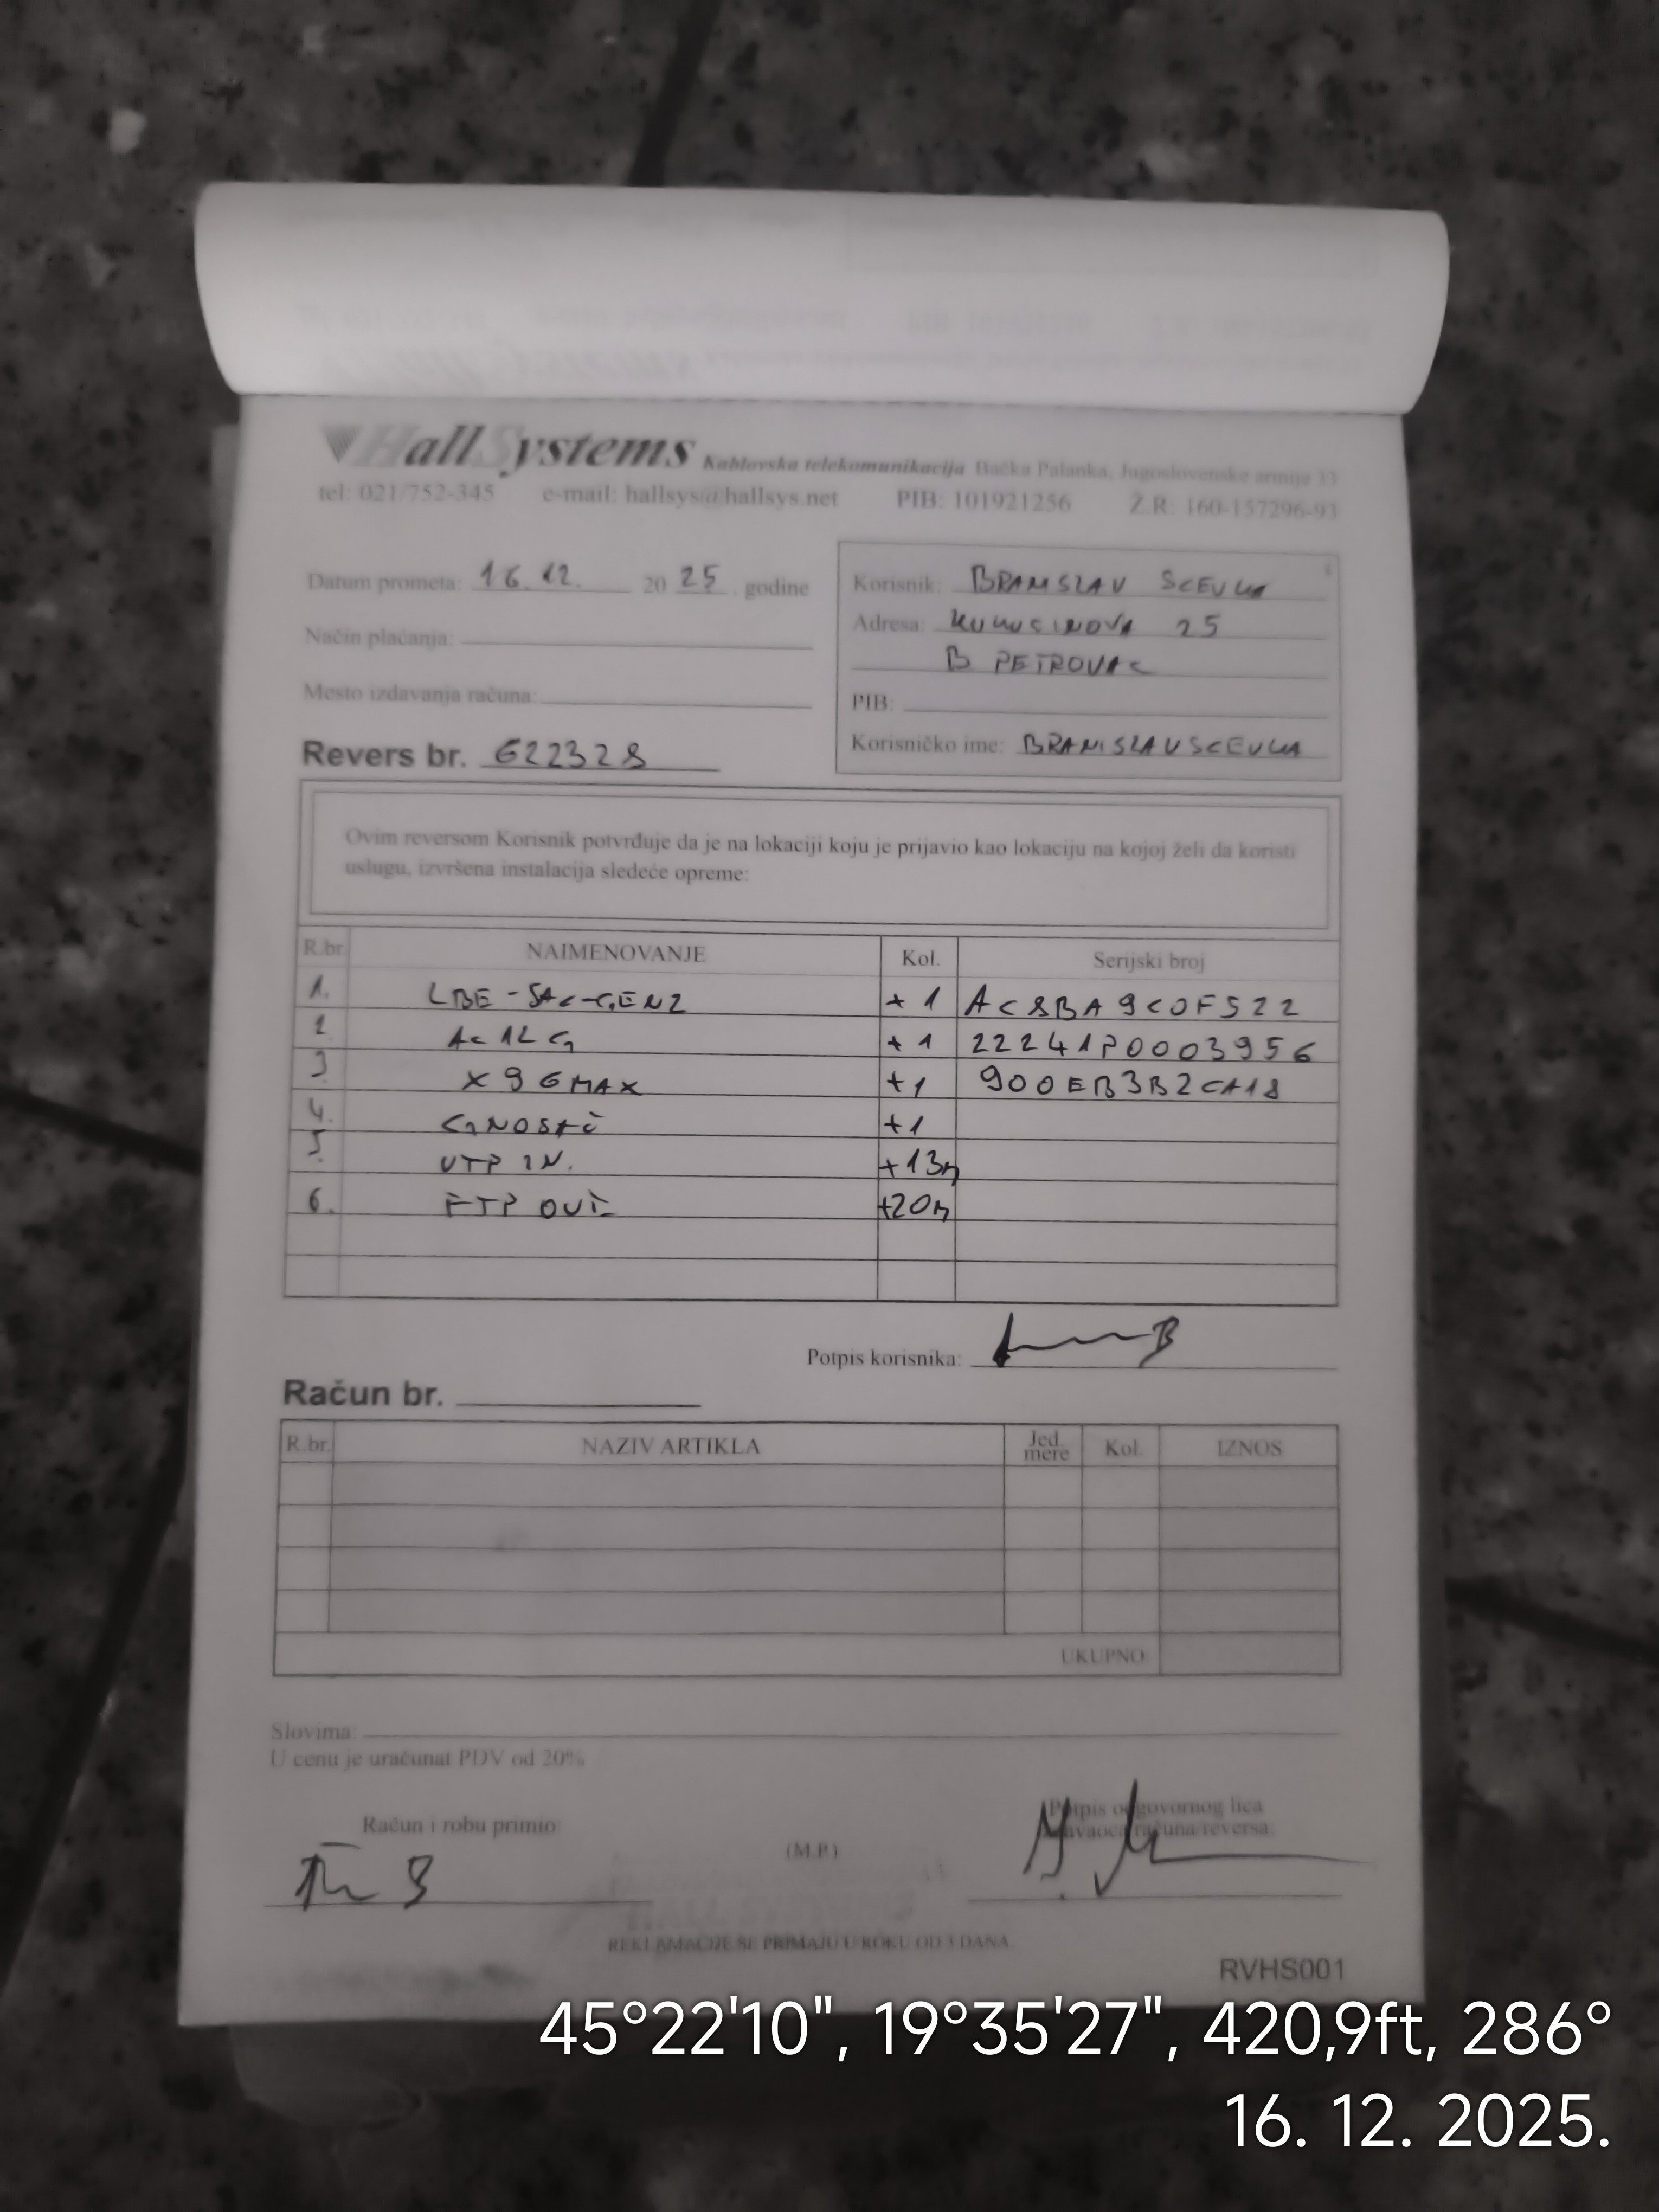 HallSystems Kablovska telekomunikacija Bačka Palanka, Jugoslovenske armije 33
tel: 021/752-345 e-mail: hallsys@hallsys.net PIB: 101921256 Ž.R: 160-157296-93
Datum prometa: 16.12. 20 25 . godine
Način plaćanja:
Mesto izdavanja računa:
Revers br. 622328
Korisnik: BRANISLAV SCEVKA
Adresa: KUKUSINOVA 25
B PETROVAC
PIB:
Korisničko ime: BRANISLAVSCEVKA
Ovim reversom Korisnik potvrđuje da je na lokaciji koju je prijavio kao lokaciju na kojoj želi da koristi
uslugu, izvršena instalacija sledeće opreme:
R.br. NAIMENOVANJE Kol. Serijski broj
1. LBE-5AC-GEN2 +1 AC8BA9C0F522
2 AC12G +1 22241P0003956
3 X96MAX +1 900EB3B2CA18
4. +1
5. UTP IN. +13m
6. FTP OUT +20m
Potpis korisnika:
Račun br.
R.br. NAZIV ARTIKLA Jed. mere Kol. IZNOS
UKUPNO
Slovima:
U cenu je uračunat PDV od 20%
Račun i robu primio:
(M.P.)
Potpis odgovornog lica
izdavaoca računa/reversa:
HALL SYSTEMS
REKLAMACIJE SE PRIMAJU U ROKU OD 3 DANA
RVHS001
45°22'10", 19°35'27", 420,9ft, 286°
16. 12. 2025.